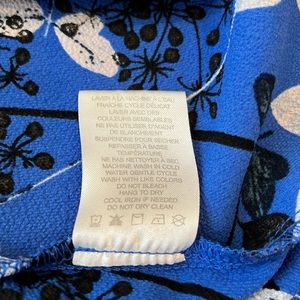 LAVER À LA MACHINE À L'EAU
FRAÎCHE CYCLE DÉLICAT
LAVER AVEC DES
COULEURS SEMBLABLES
NE PAS UTILISER D'AGENT
DE BLANCHIMENT
SUSPENDRE POUR SÉCHER
REPASSER À BASSE
TEMPÉRATURE
NE PAS NETTOYER À SEC
MACHINE WASH IN COLD
WATER GENTLE CYCLE
WASH WITH LIKE COLORS
DO NOT BLEACH
HANG TO DRY
COOL IRON IF NEEDED
DO NOT DRY CLEAN